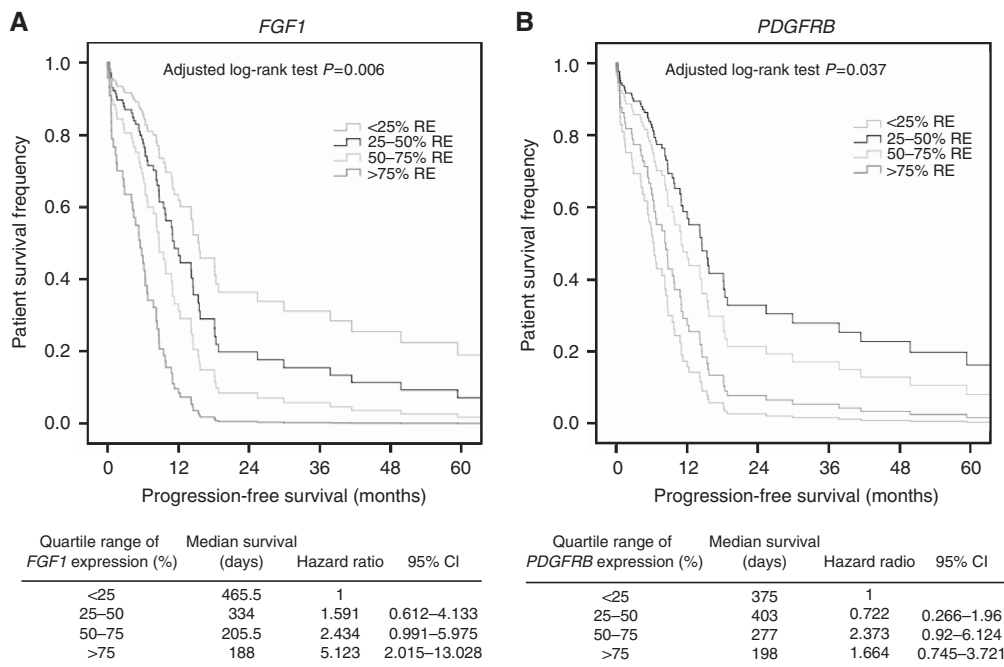 A
FGF1
Adjusted log-rank test P=0.006
<25% RE
25–50% RE
50–75% RE
>75% RE
Patient survival frequency
1.0
0.8
0.6
0.4
0.2
0.0
0 12 24 36 48 60
Progression-free survival (months)
Quartile range of FGF1 expression (%) Median survival (days) Hazard ratio 95% CI
<25 465.5 1
25–50 334 1.591 0.612–4.133
50–75 205.5 2.434 0.991–5.975
>75 188 5.123 2.015–13.028
B
PDGFRB
Adjusted log-rank test P=0.037
<25% RE
25–50% RE
50–75% RE
>75% RE
Patient survival frequency
1.0
0.8
0.6
0.4
0.2
0.0
0 12 24 36 48 60
Progression-free survival (months)
Quartile range of PDGFRB expression (%) Median survival (days) Hazard radio 95% CI
<25 375 1
25–50 403 0.722 0.266–1.96
50–75 277 2.373 0.92–6.124
>75 198 1.664 0.745–3.721